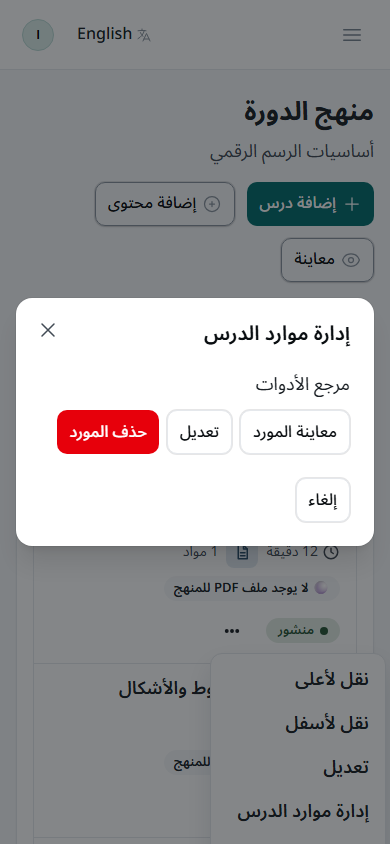 English
I
منهج الدورة
أساسيات الرسم الرقمي
إضافة درس
إضافة محتوى
معاينة
إدارة موارد الدرس
مرجع الأدوات
معاينة المورد
تعديل
حذف المورد
إلغاء
12 دقيقة
1 مواد
لا يوجد ملف PDF للمنهج
منشور
نقل لأعلى
نقل لأسفل
تعديل
إدارة موارد الدرس
والأشكال
للمنهج